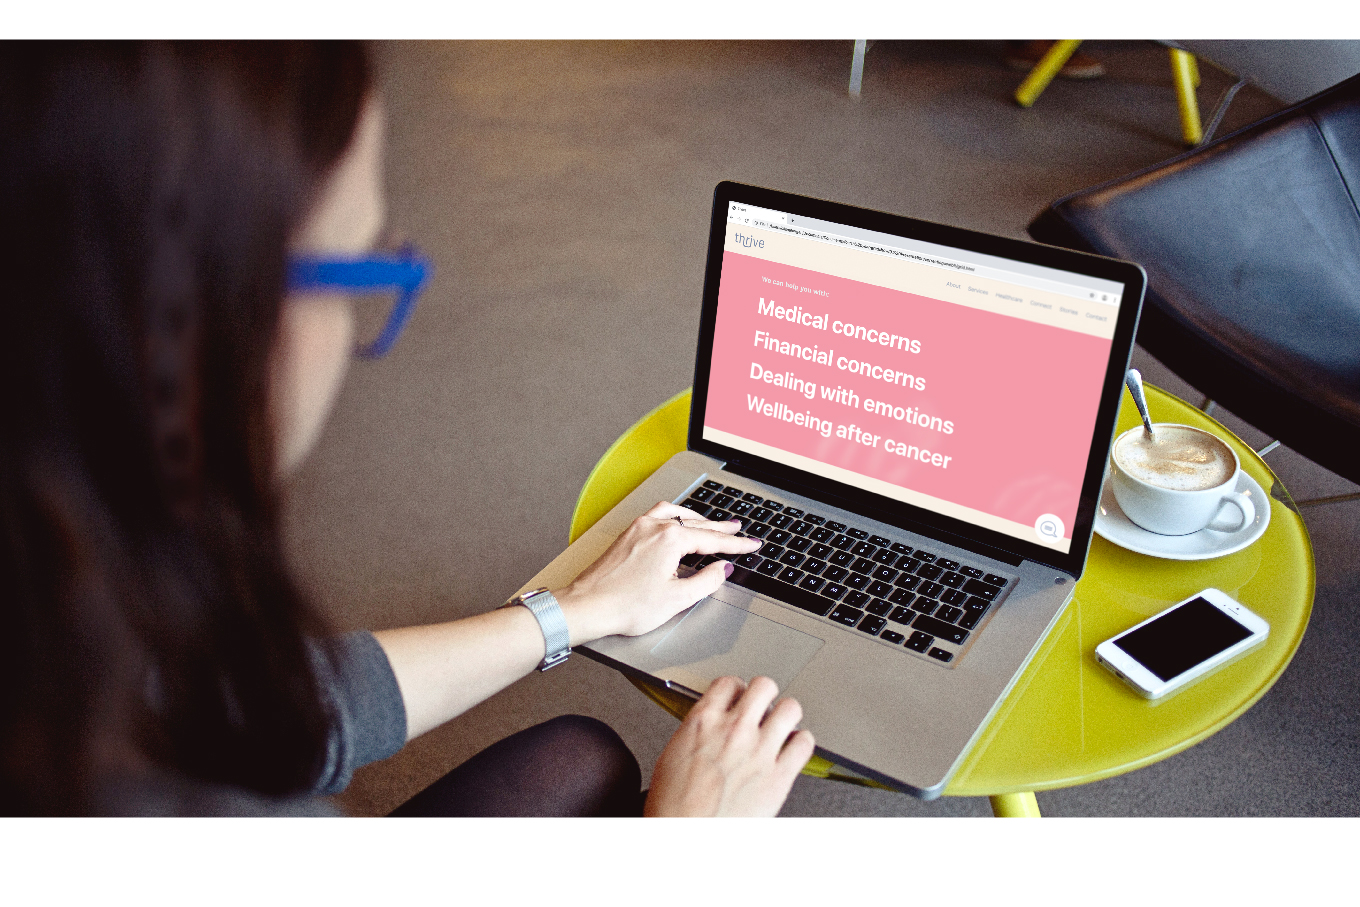 thrive
About Services Healthcare Connect Stories Contact
We can help you with:
Medical concerns
Financial concerns
Dealing with emotions
Wellbeing after cancer